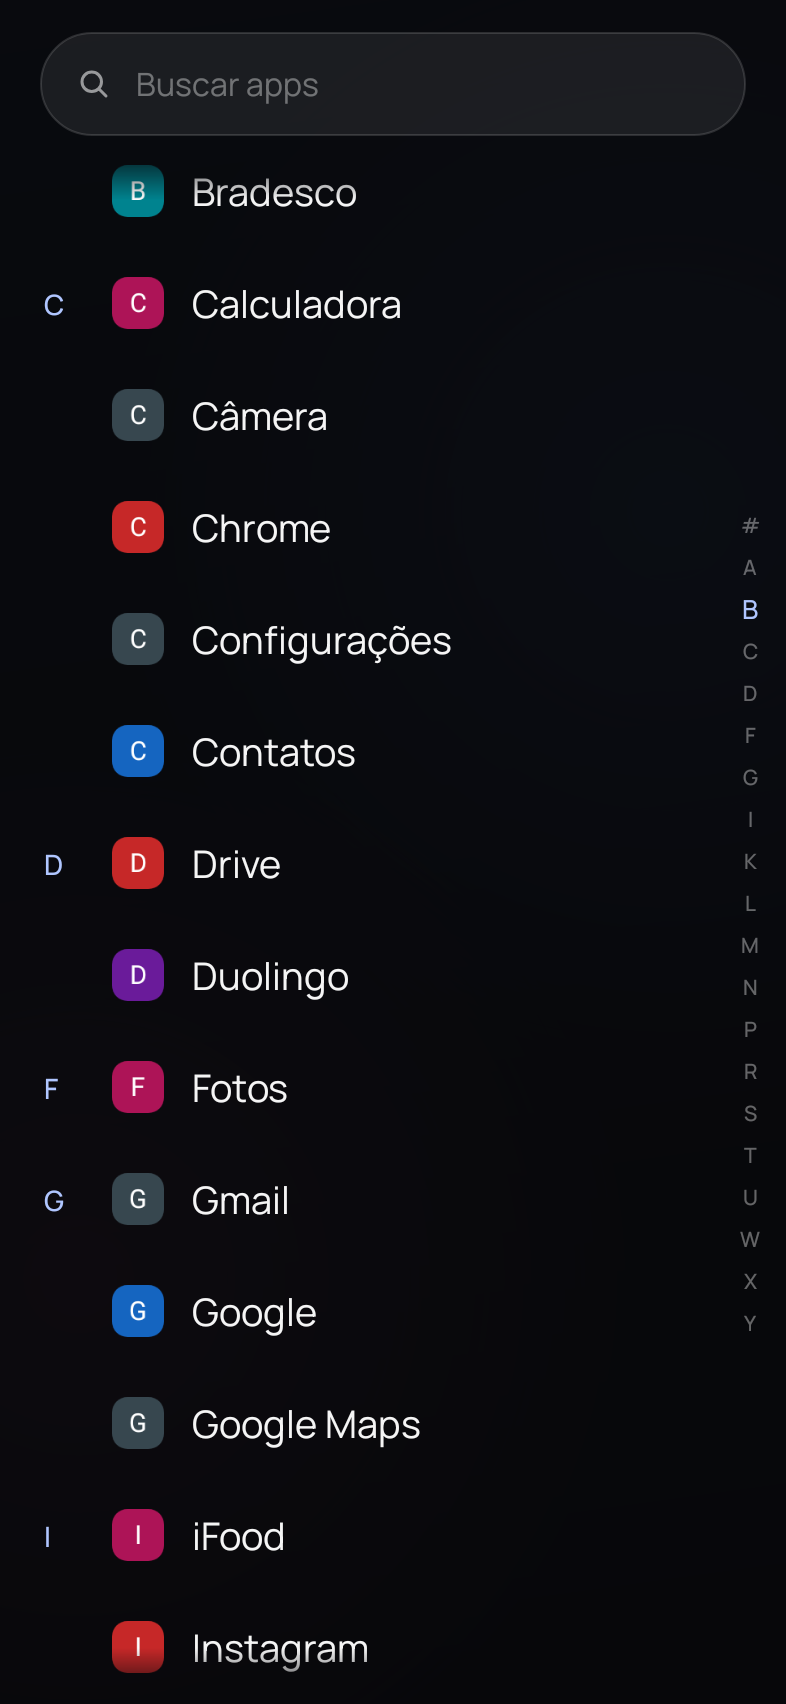 Buscar apps
B Bradesco
C C Calculadora
C Câmera
C Chrome
C Configurações
C Contatos
D D Drive
D Duolingo
F F Fotos
G G Gmail
G Google
G Google Maps
I I iFood
I Instagram
#
A
B
C
D
F
G
I
K
L
M
N
P
R
S
T
U
W
X
Y